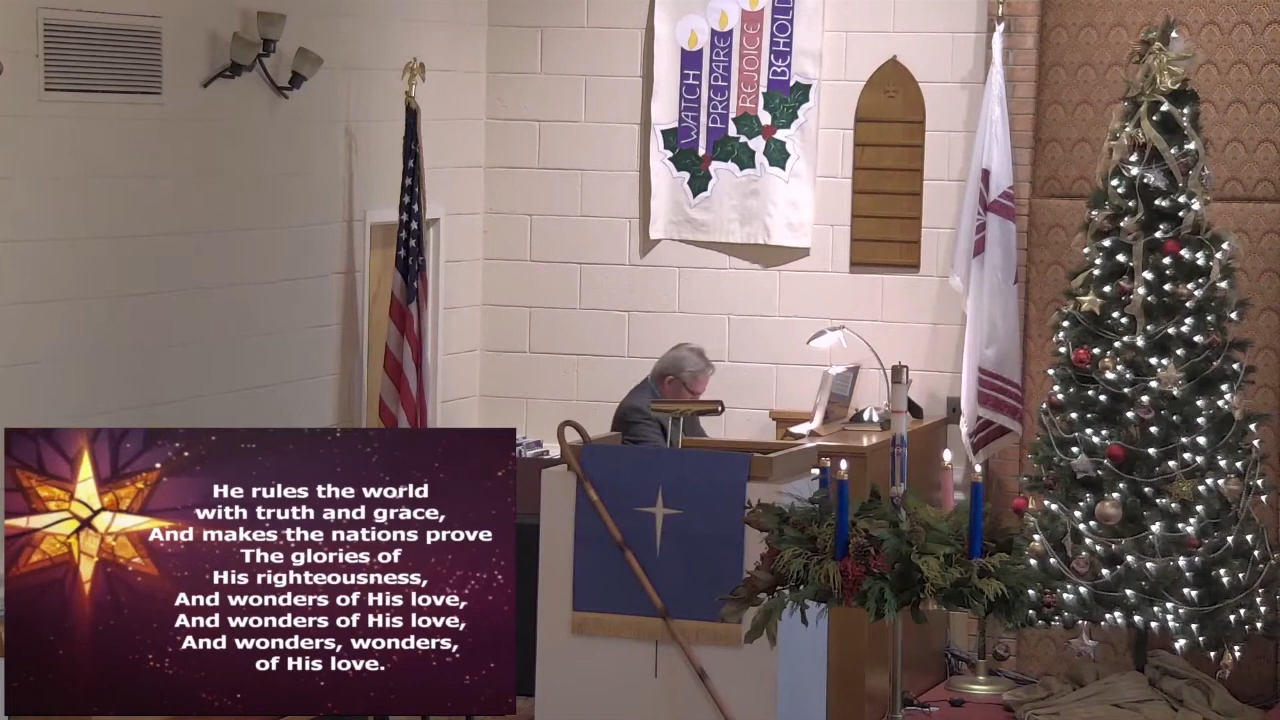 WATCH
PREPARE
REJOICE
BEHOLD
He rules the world
with truth and grace,
And makes the nations prove
The glories of
His righteousness,
And wonders of His love,
And wonders of His love,
And wonders, wonders,
of His love.